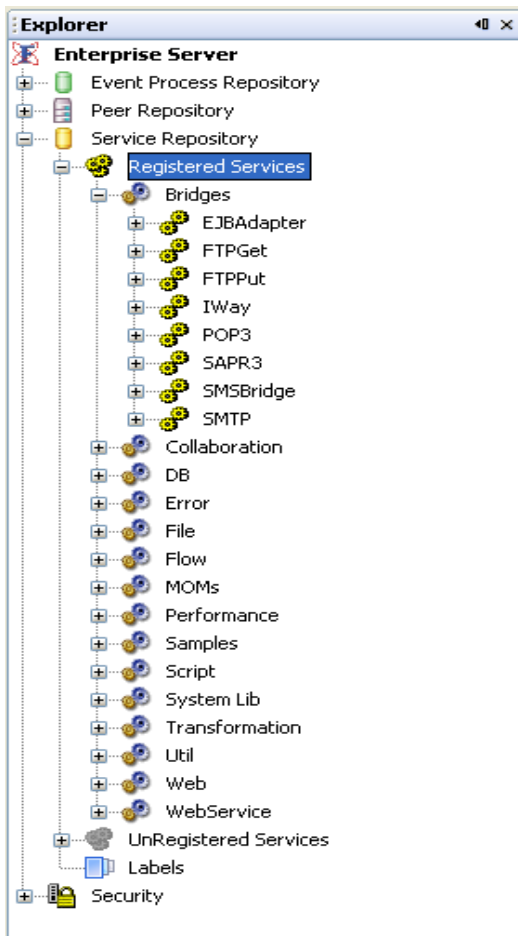 Explorer
Enterprise Server
Event Process Repository
Peer Repository
Service Repository
Registered Services
Bridges
EJBAdapter
FTPGet
FTPPut
IWay
POP3
SAPR3
SMSBridge
SMTP
Collaboration
DB
Error
File
Flow
MOMs
Performance
Samples
Script
System Lib
Transformation
Util
Web
WebService
UnRegistered Services
Labels
Security